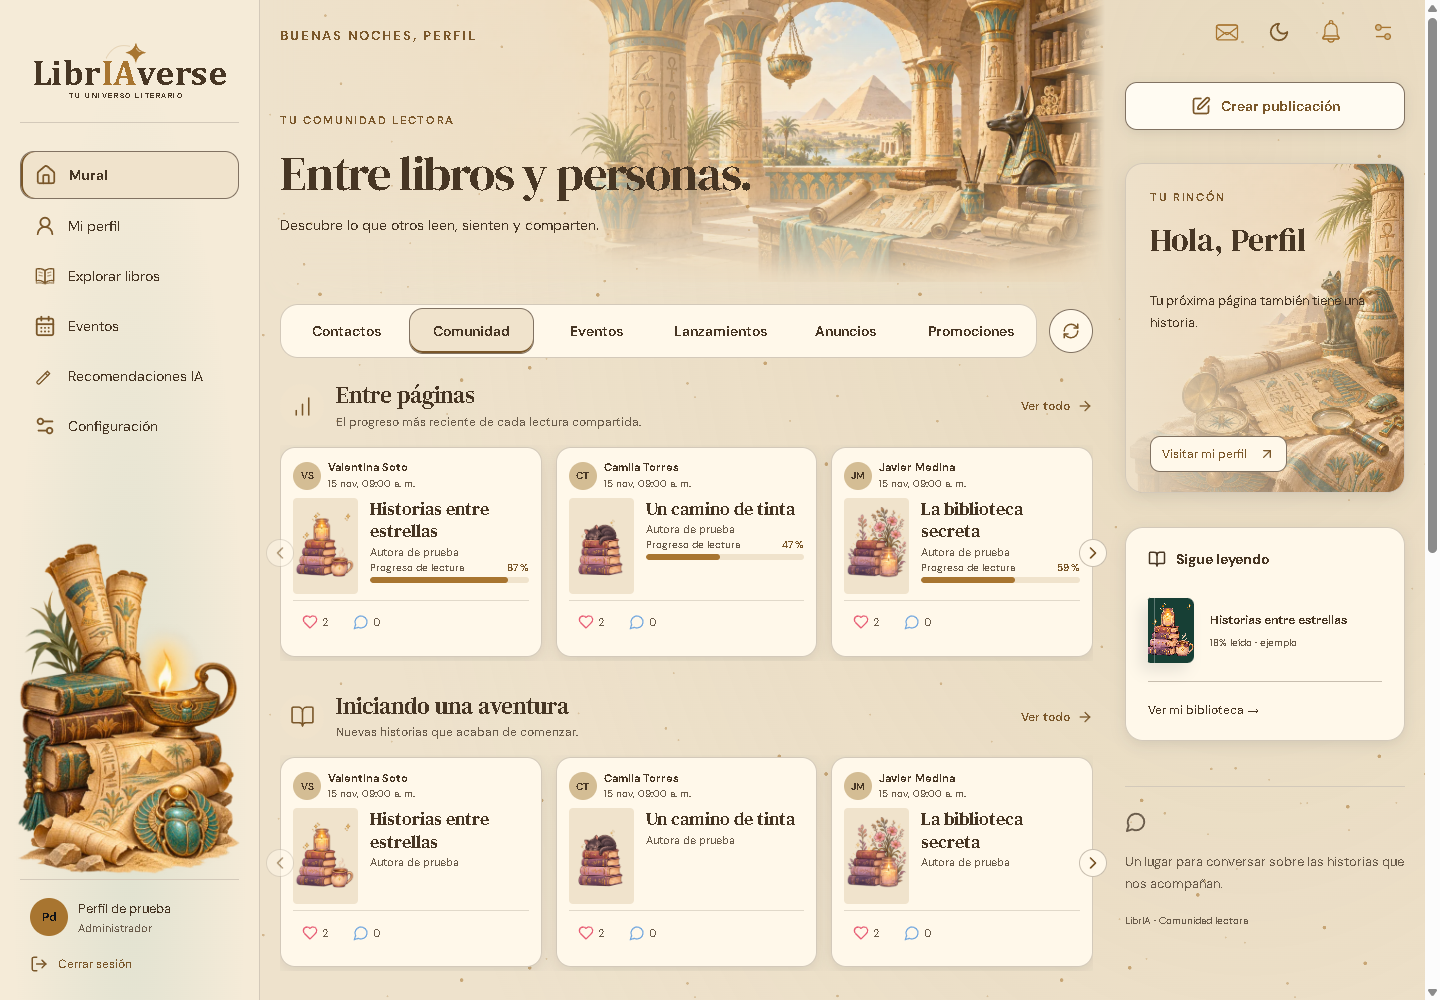 LibrIAverse
TU UNIVERSO LITERARIO
Mural
Mi perfil
Explorar libros
Eventos
Recomendaciones IA
Configuración
Pd
Perfil de prueba
Administrador
Cerrar sesión
BUENAS NOCHES, PERFIL
TU COMUNIDAD LECTORA
Entre libros y personas.
Descubre lo que otros leen, sienten y comparten.
Contactos
Comunidad
Eventos
Lanzamientos
Anuncios
Promociones
Entre páginas
El progreso más reciente de cada lectura compartida.
Ver todo →
VS
Valentina Soto
15 nov, 09:00 a. m.
Historias entre
estrellas
Autora de prueba
Progreso de lectura 87 %
2 0
CT
Camila Torres
15 nov, 09:00 a. m.
Un camino de tinta
Autora de prueba
Progreso de lectura 47 %
2 0
JM
Javier Medina
15 nov, 09:00 a. m.
La biblioteca
secreta
Autora de prueba
Progreso de lectura 59 %
2 0
Iniciando una aventura
Nuevas historias que acaban de comenzar.
Ver todo →
VS
Valentina Soto
15 nov, 09:00 a. m.
Historias entre
estrellas
Autora de prueba
2 0
CT
Camila Torres
15 nov, 09:00 a. m.
Un camino de tinta
Autora de prueba
2 0
JM
Javier Medina
15 nov, 09:00 a. m.
La biblioteca
secreta
Autora de prueba
2 0
Crear publicación
TU RINCÓN
Hola, Perfil
Tu próxima página también tiene una
historia.
Visitar mi perfil
Sigue leyendo
Historias entre estrellas
18% leído · ejemplo
Ver mi biblioteca →
Un lugar para conversar sobre las historias que
nos acompañan.
LibrIA · Comunidad lectora